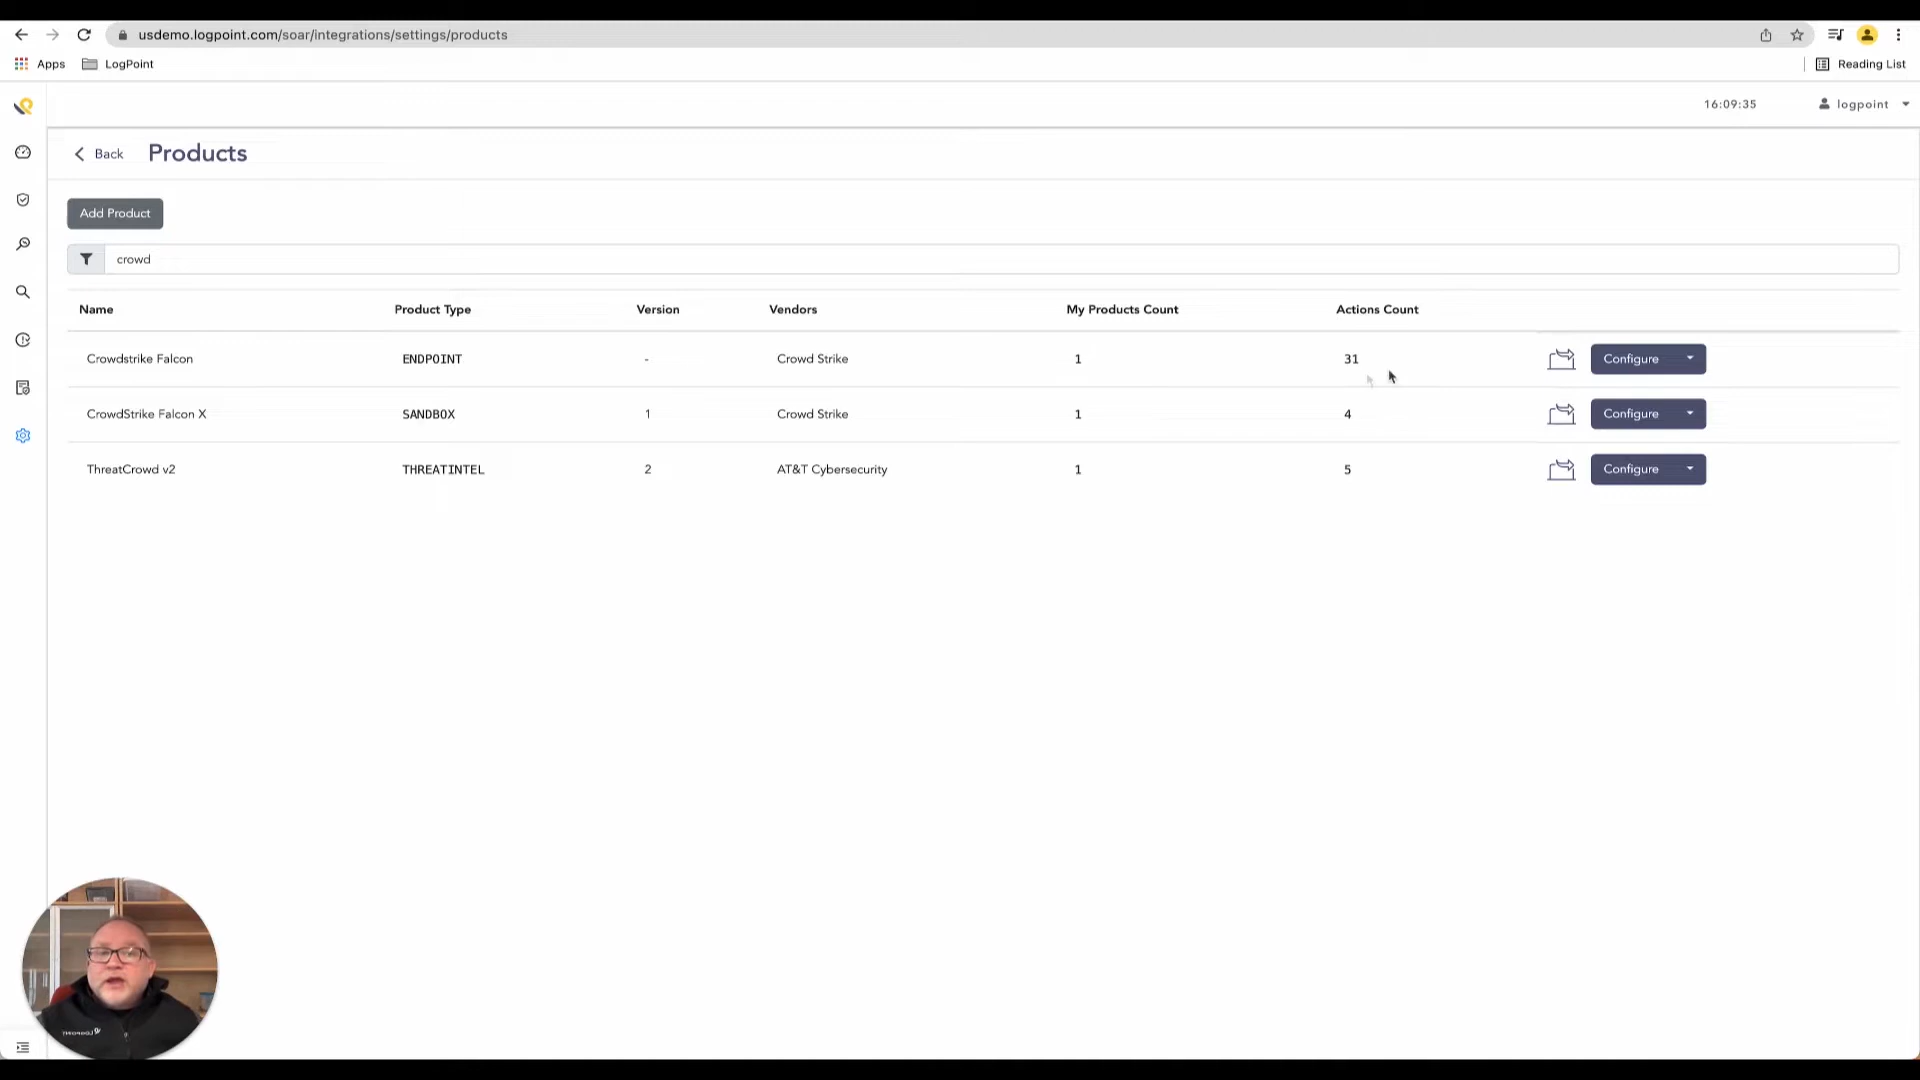 usdemo.logpoint.com/soar/integrations/settings/products
Apps LogPoint Reading List
16:09:35 logpoint
Back Products
Add Product
crowd
Name Product Type Version Vendors My Products Count Actions Count
Crowdstrike Falcon ENDPOINT - Crowd Strike 1 31 Configure
CrowdStrike Falcon X SANDBOX 1 Crowd Strike 1 4 Configure
ThreatCrowd v2 THREATINTEL 2 AT&T Cybersecurity 1 5 Configure